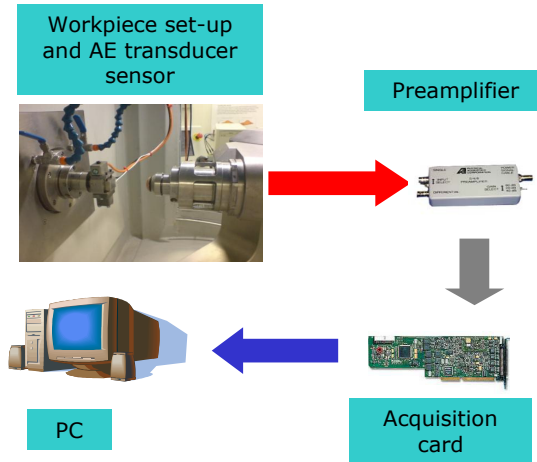 Workpiece set-up
and AE transducer
sensor
Preamplifier
PC
Acquisition
card